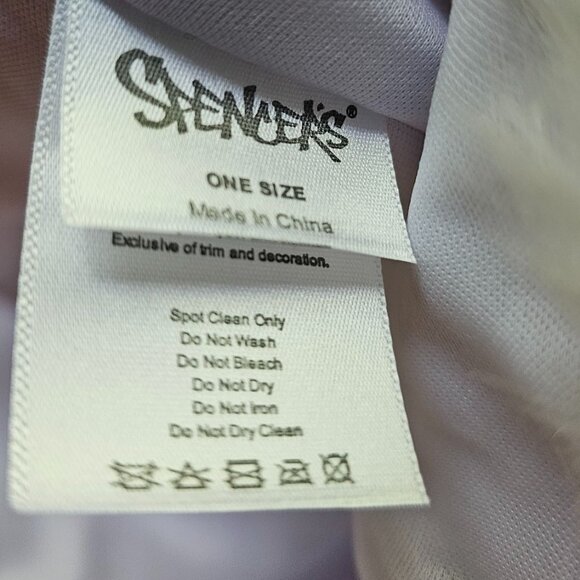 SPENCER'S®
ONE SIZE
Made In China
Exclusive of trim and decoration.
Spot Clean Only
Do Not Wash
Do Not Bleach
Do Not Dry
Do Not Iron
Do Not Dry Clean